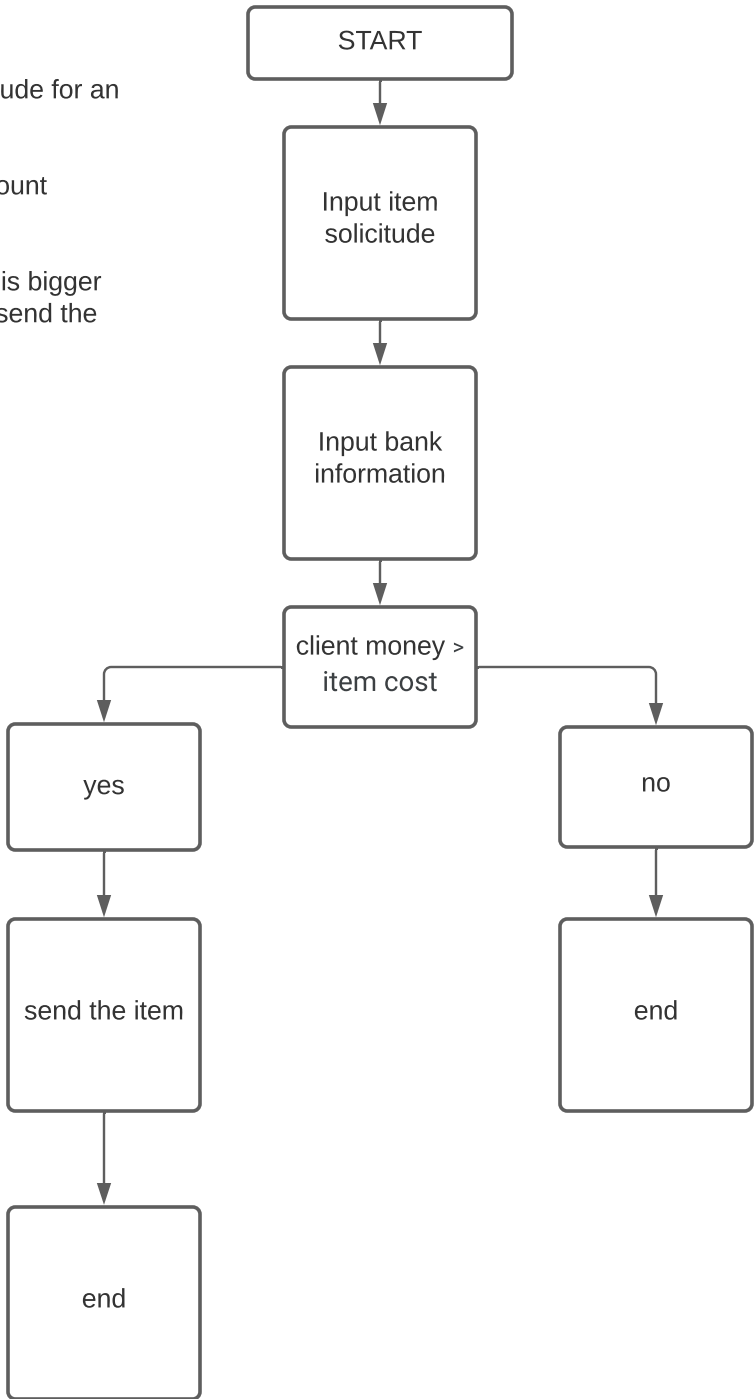 START
ude for an
ount
is bigger
send the
Input item
solicitude
Input bank
information
client money >
item cost
yes
no
send the item
end
end